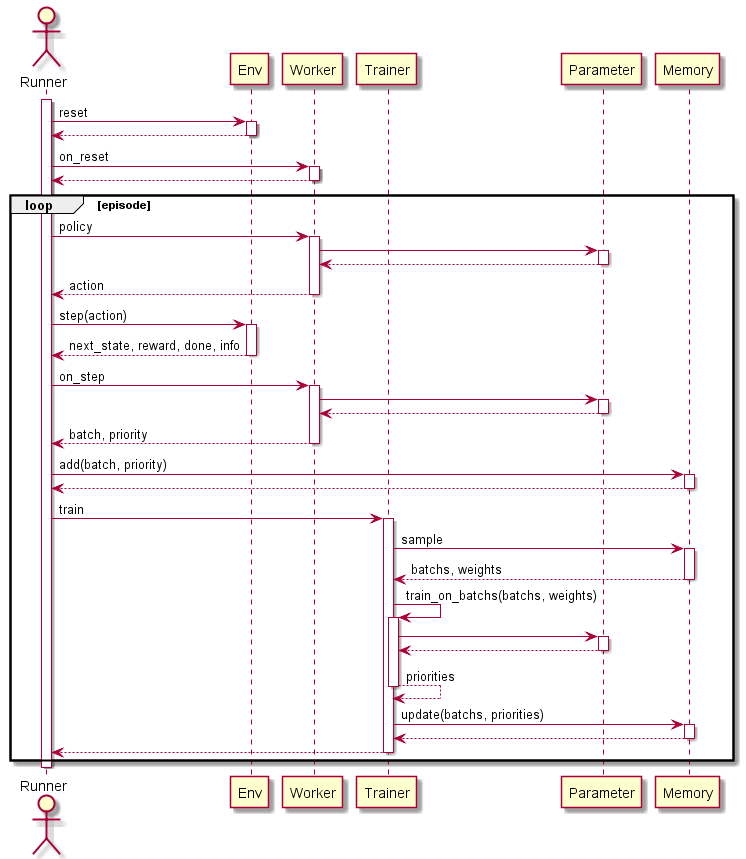 Runner
Env
Worker
Trainer
Parameter
Memory
reset
on_reset
loop
[episode]
policy
action
step(action)
next_state, reward, done, info
on_step
batch, priority
add(batch, priority)
train
sample
batchs, weights
train_on_batchs(batchs, weights)
priorities
update(batchs, priorities)
Runner
Env
Worker
Trainer
Parameter
Memory